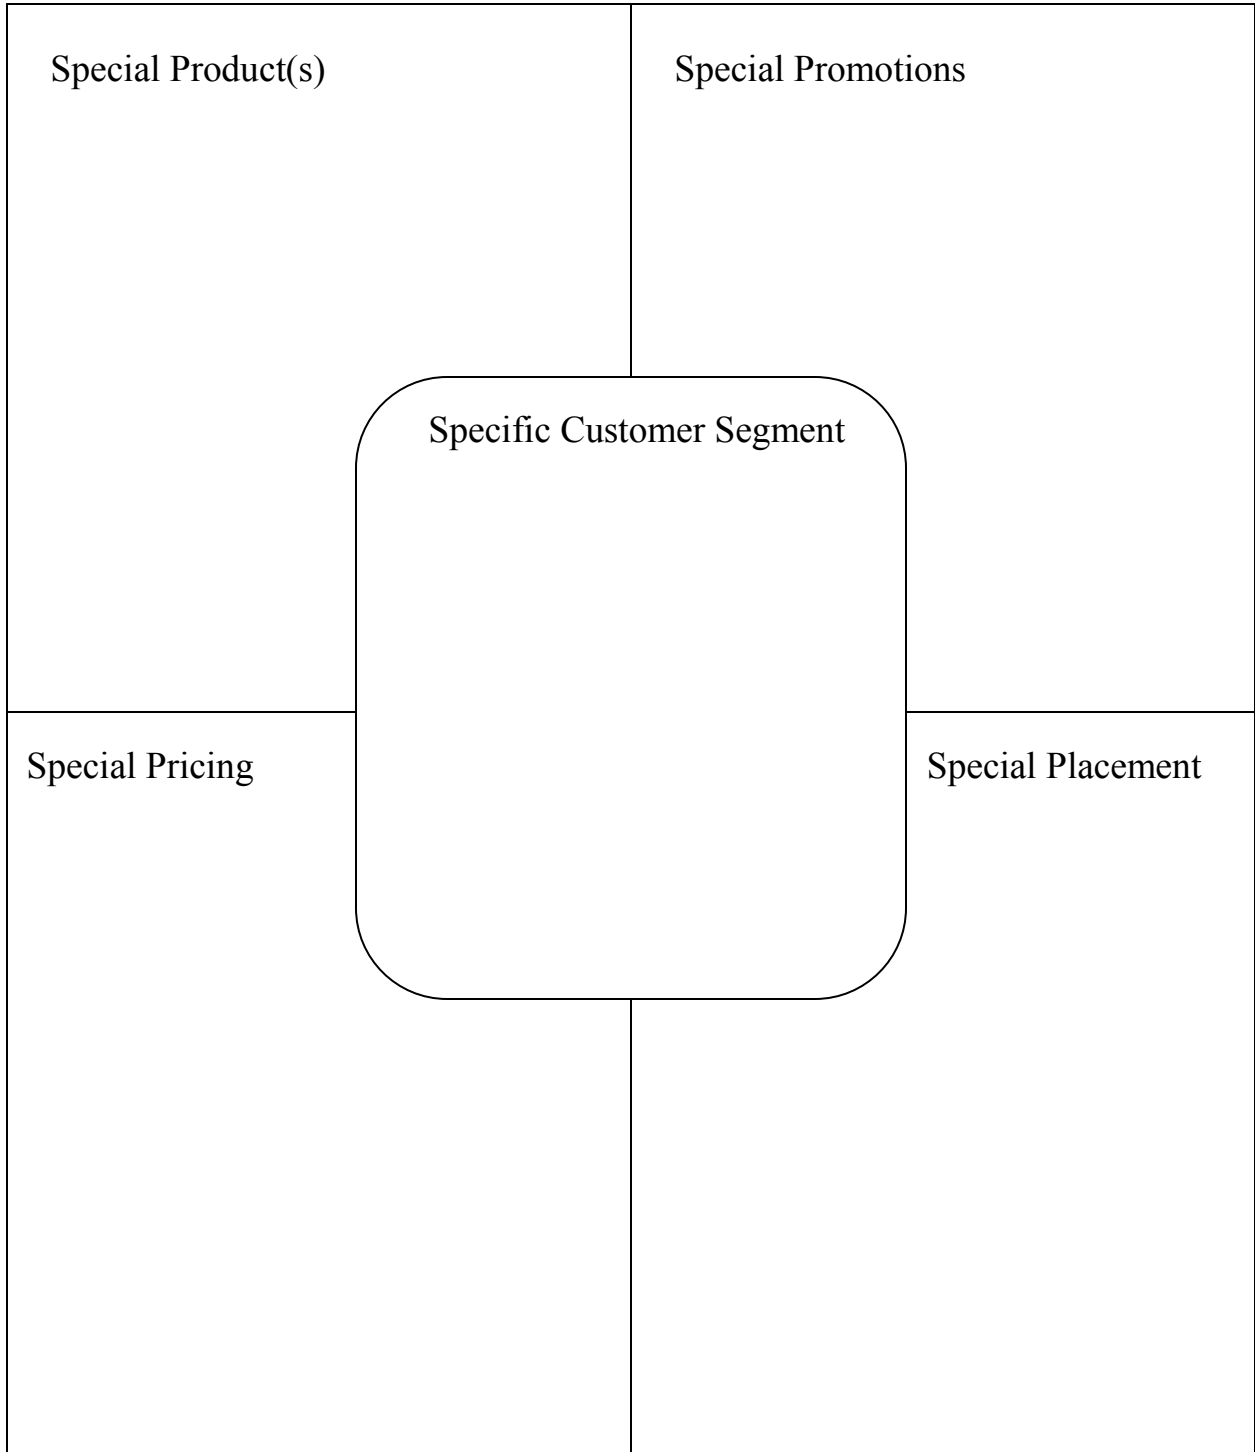 Special Product(s)
Special Promotions
Specific Customer Segment
Special Pricing
Special Placement